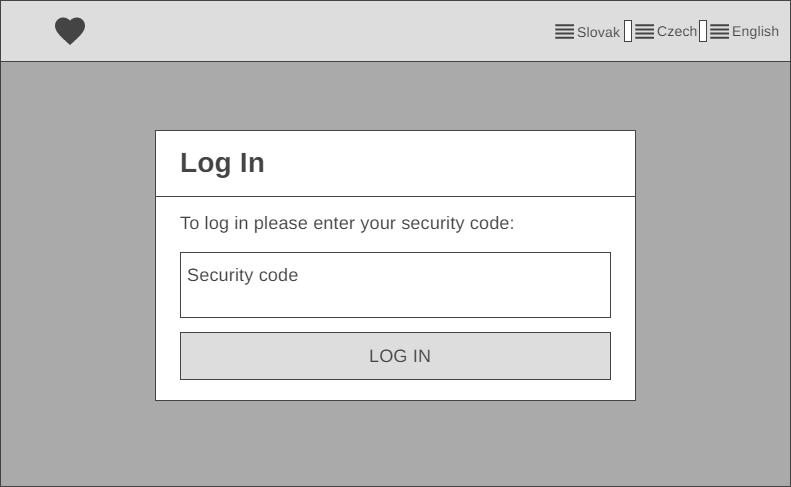 Slovak Czech English
Log In
To log in please enter your security code:
Security code
LOG IN